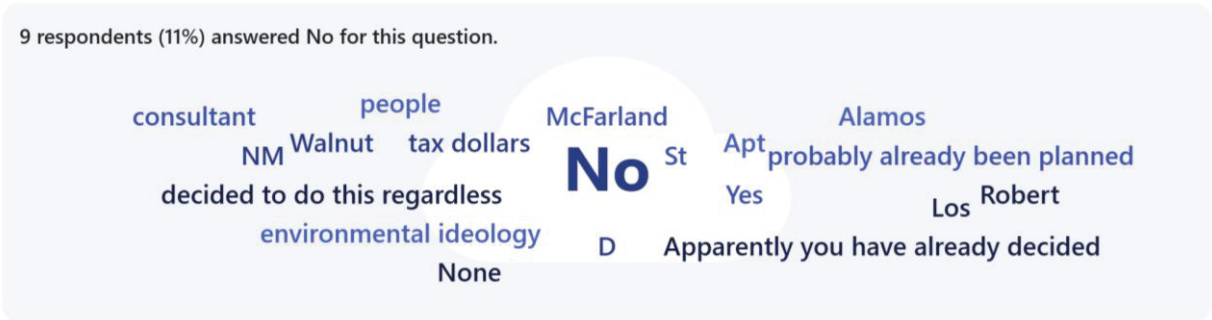 9 respondents (11%) answered No for this question.
people
consultant McFarland Alamos
NM Walnut tax dollars No St Apt probably already been planned
decided to do this regardless Yes Los Robert
environmental ideology D Apparently you have already decided
None